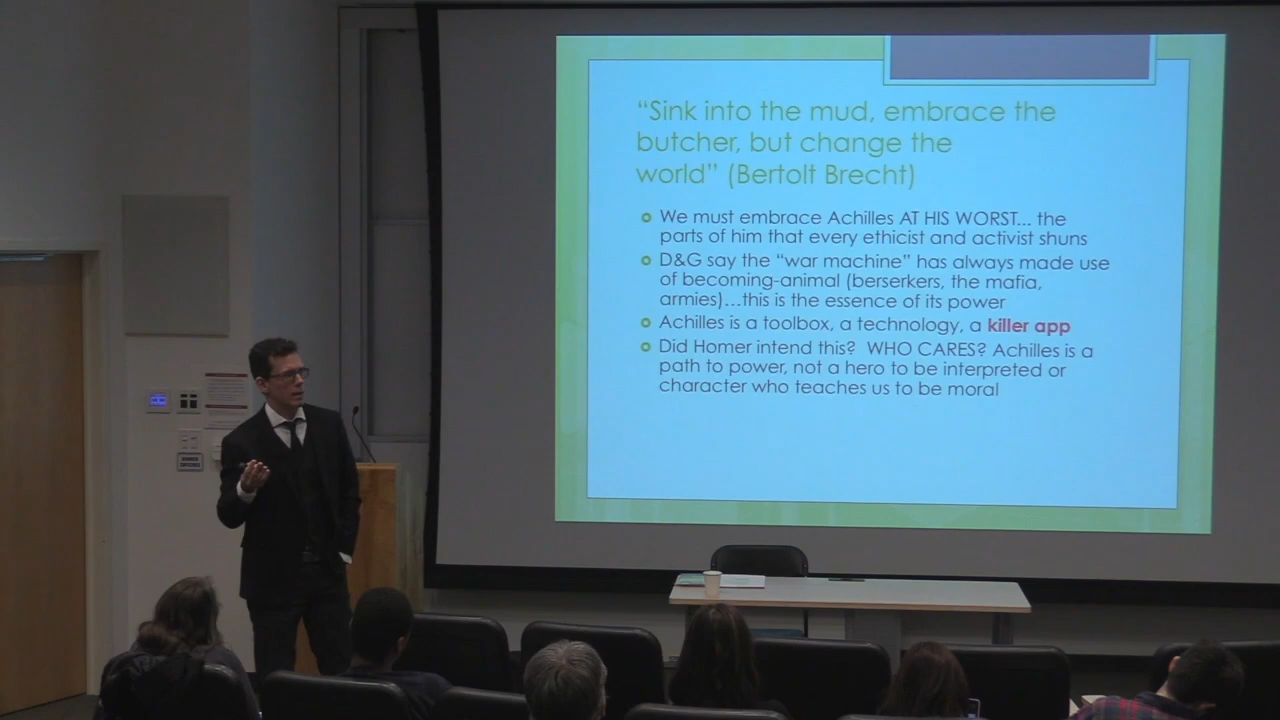 “Sink into the mud, embrace the
butcher, but change the
world” (Bertolt Brecht)
We must embrace Achilles AT HIS WORST... the
parts of him that every ethicist and activist shuns
D&G say the “war machine” has always made use
of becoming-animal (berserkers, the mafia,
armies)...this is the essence of its power
Achilles is a toolbox, a technology, a killer app
Did Homer intend this? WHO CARES? Achilles is a
path to power, not a hero to be interpreted or
character who teaches us to be moral